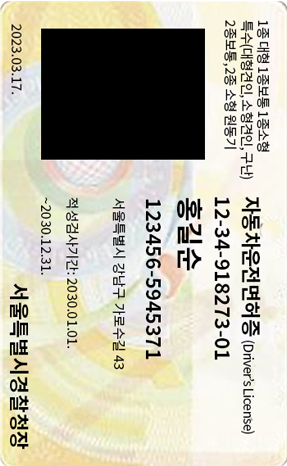 1종 대형 1종보통 1종소형
특수(대형견인, 소형견인, 구난)
2종보통,2종 소형 원동기
자동차운전면허증 (Driver's License)
12-34-918273-01
홍길순
123456-5945371
서울특별시 강남구 가로수길 43
적성검사기간: 2030.01.01.
~2030.12.31.
2023.03.17.
서울특별시경찰청장